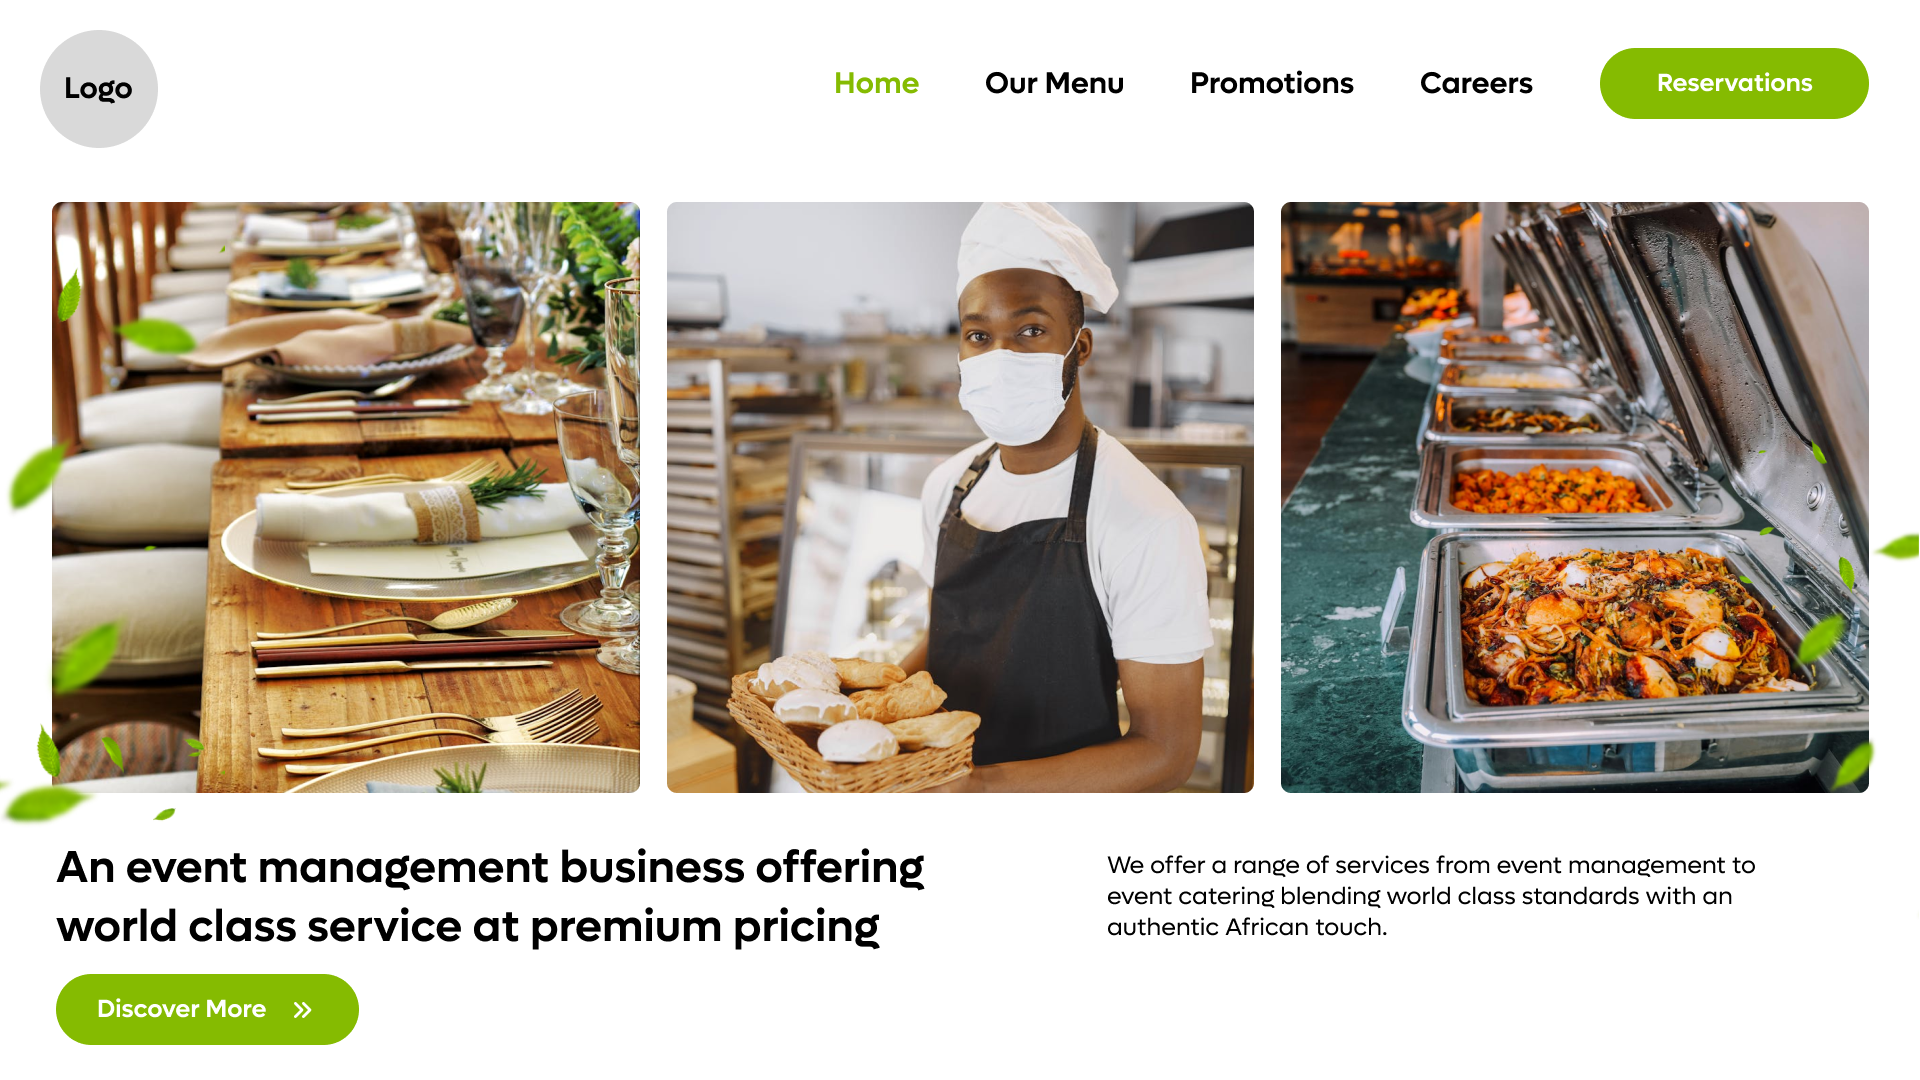 Logo
Home
Our Menu
Promotions
Careers
Reservations
An event management business offering
world class service at premium pricing
We offer a range of services from event management to
event catering blending world class standards with an
authentic African touch.
Discover More